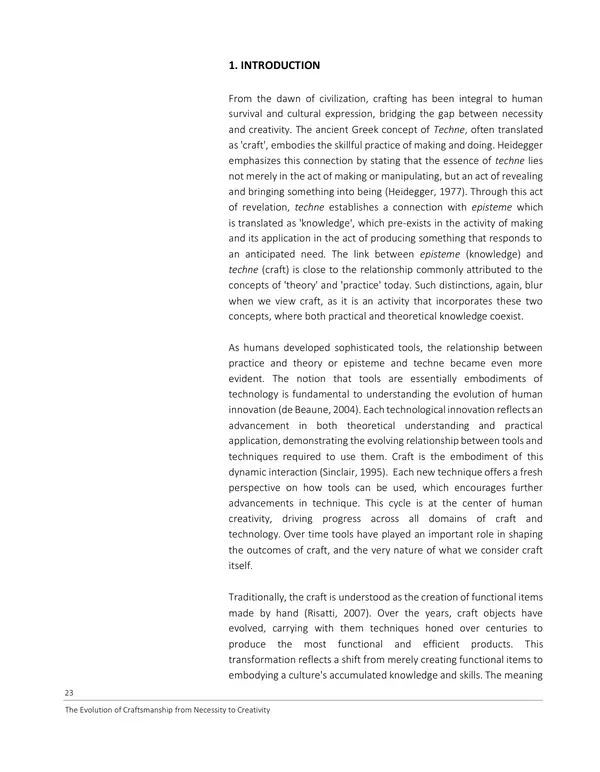 1. INTRODUCTION
From the dawn of civilization, crafting has been integral to human
survival and cultural expression, bridging the gap between necessity
and creativity. The ancient Greek concept of Techne, often translated
as 'craft', embodies the skillful practice of making and doing. Heidegger
emphasizes this connection by stating that the essence of techne lies
not merely in the act of making or manipulating, but an act of revealing
and bringing something into being (Heidegger, 1977). Through this act
of revelation, techne establishes a connection with episteme which
is translated as 'knowledge', which pre-exists in the activity of making
and its application in the act of producing something that responds to
an anticipated need. The link between episteme (knowledge) and
techne (craft) is close to the relationship commonly attributed to the
concepts of 'theory' and 'practice' today. Such distinctions, again, blur
when we view craft, as it is an activity that incorporates these two
concepts, where both practical and theoretical knowledge coexist.
As humans developed sophisticated tools, the relationship between
practice and theory or episteme and techne became even more
evident. The notion that tools are essentially embodiments of
technology is fundamental to understanding the evolution of human
innovation (de Beaune, 2004). Each technological innovation reflects an
advancement in both theoretical understanding and practical
application, demonstrating the evolving relationship between tools and
techniques required to use them. Craft is the embodiment of this
dynamic interaction (Sinclair, 1995). Each new technique offers a fresh
perspective on how tools can be used, which encourages further
advancements in technique. This cycle is at the center of human
creativity, driving progress across all domains of craft and
technology. Over time tools have played an important role in shaping
the outcomes of craft, and the very nature of what we consider craft
itself.
Traditionally, the craft is understood as the creation of functional items
made by hand (Risatti, 2007). Over the years, craft objects have
evolved, carrying with them techniques honed over centuries to
produce the most functional and efficient products. This
transformation reflects a shift from merely creating functional items to
embodying a culture's accumulated knowledge and skills. The meaning
23
The Evolution of Craftsmanship from Necessity to Creativity